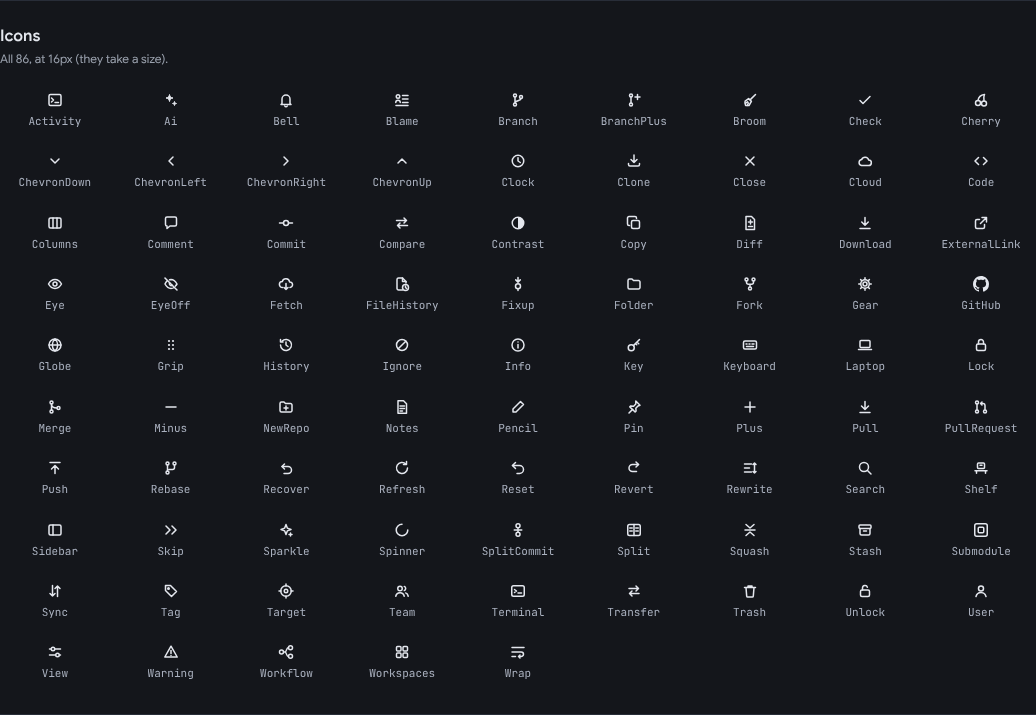 Icons
All 86, at 16px (they take a size).
Activity Ai Bell Blame Branch BranchPlus Broom Check Cherry
ChevronDown ChevronLeft ChevronRight ChevronUp Clock Clone Close Cloud Code
Columns Comment Commit Compare Contrast Copy Diff Download ExternalLink
Eye EyeOff Fetch FileHistory Fixup Folder Fork Gear GitHub
Globe Grip History Ignore Info Key Keyboard Laptop Lock
Merge Minus NewRepo Notes Pencil Pin Plus Pull PullRequest
Push Rebase Recover Refresh Reset Revert Rewrite Search Shelf
Sidebar Skip Sparkle Spinner SplitCommit Split Squash Stash Submodule
Sync Tag Target Team Terminal Transfer Trash Unlock User
View Warning Workflow Workspaces Wrap